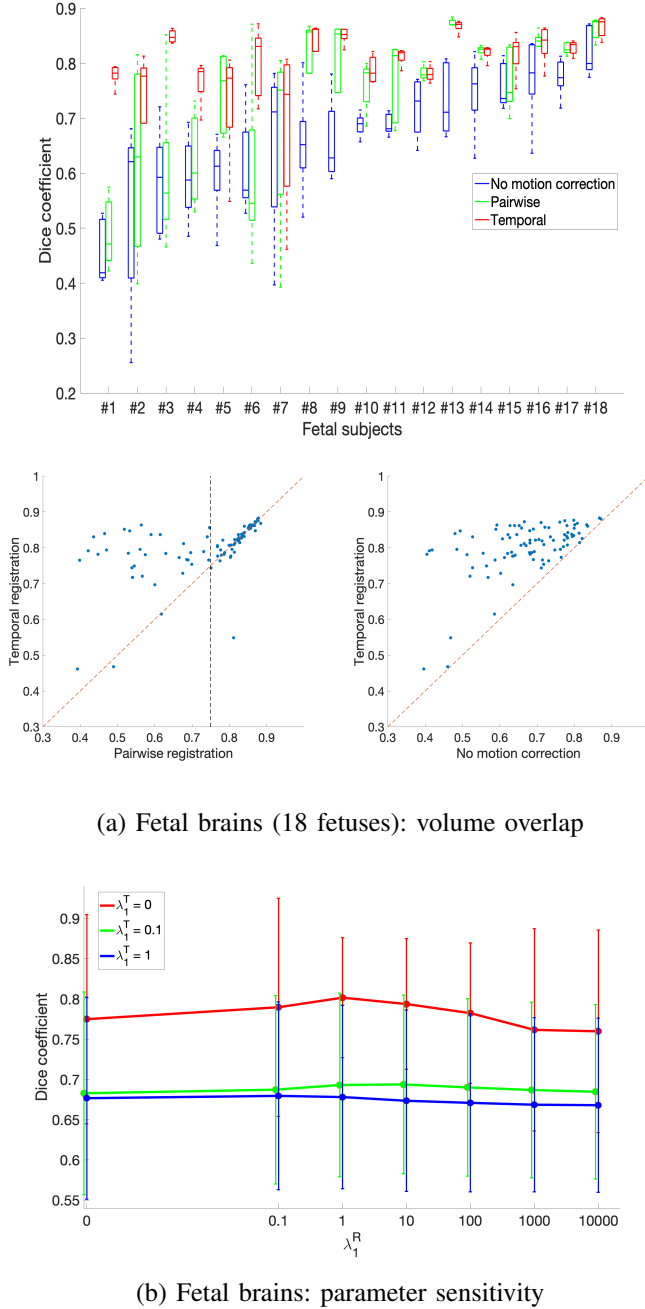 0.9
0.8
0.7
0.6
0.5
0.4
0.3
0.2
Dice coefficient
No motion correction
Pairwise
Temporal
#1 #2 #3 #4 #5 #6 #7 #8 #9 #10 #11 #12 #13 #14 #15 #16 #17 #18
Fetal subjects
1
0.9
0.8
0.7
0.6
0.5
0.4
0.3
Temporal registration
0.3 0.4 0.5 0.6 0.7 0.8 0.9
Pairwise registration
1
0.9
0.8
0.7
0.6
0.5
0.4
0.3
Temporal registration
0.3 0.4 0.5 0.6 0.7 0.8 0.9
No motion correction
(a) Fetal brains (18 fetuses): volume overlap
λ₁ᵀ = 0
λ₁ᵀ = 0.1
λ₁ᵀ = 1
0.9
0.85
0.8
0.75
0.7
0.65
0.6
0.55
Dice coefficient
0 0.1 1 10 100 1000 10000
λ₁ᴿ
(b) Fetal brains: parameter sensitivity